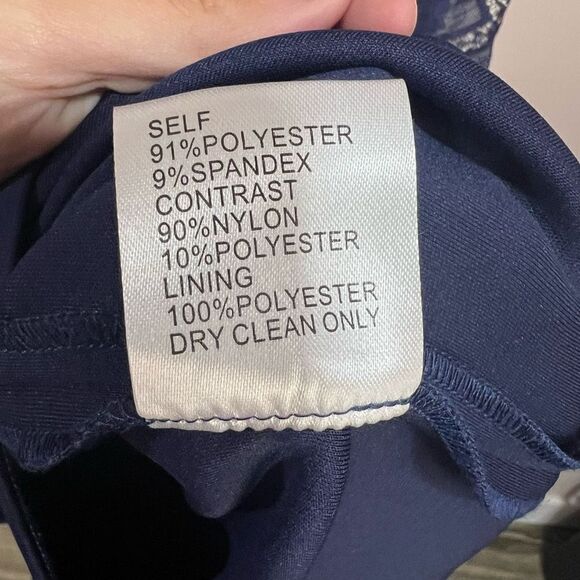 SELF
91%POLYESTER
9%SPANDEX
CONTRAST
90%NYLON
10%POLYESTER
LINING
100%POLYESTER
DRY CLEAN ONLY